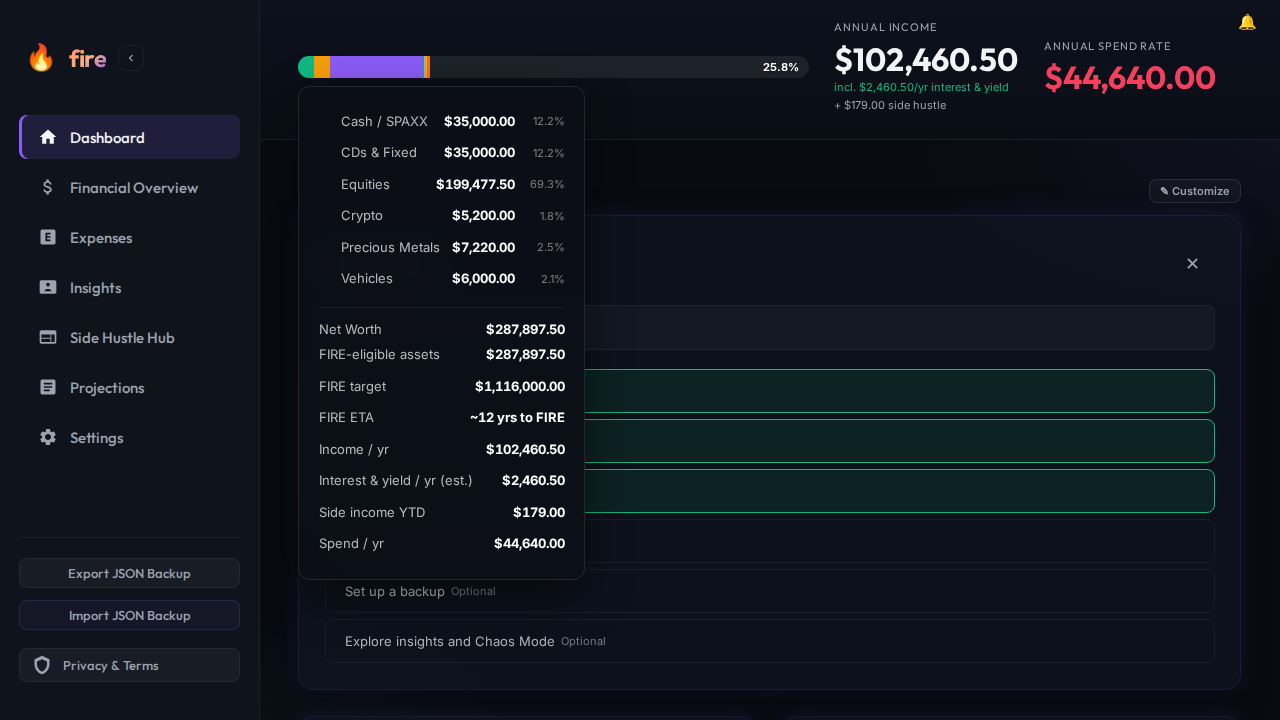 fire
Dashboard
Financial Overview
Expenses
Insights
Side Hustle Hub
Projections
Settings
Export JSON Backup
Import JSON Backup
Privacy & Terms
25.8%
ANNUAL INCOME
$102,460.50
incl. $2,460.50/yr interest & yield
+ $179.00 side hustle
ANNUAL SPEND RATE
$44,640.00
✎ Customize
Cash / SPAXX $35,000.00 12.2%
CDs & Fixed $35,000.00 12.2%
Equities $199,477.50 69.3%
Crypto $5,200.00 1.8%
Precious Metals $7,220.00 2.5%
Vehicles $6,000.00 2.1%
Net Worth $287,897.50
FIRE-eligible assets $287,897.50
FIRE target $1,116,000.00
FIRE ETA ~12 yrs to FIRE
Income / yr $102,460.50
Interest & yield / yr (est.) $2,460.50
Side income YTD $179.00
Spend / yr $44,640.00
Set up a backup Optional
Explore insights and Chaos Mode Optional